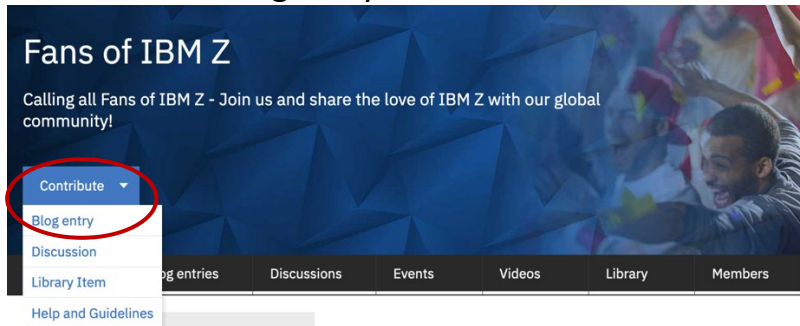 Fans of IBM Z
Calling all Fans of IBM Z - Join us and share the love of IBM Z with our global
community!
Contribute
Blog entry
Discussion
Library Item
Help and Guidelines
entries
Discussions
Events
Videos
Library
Members